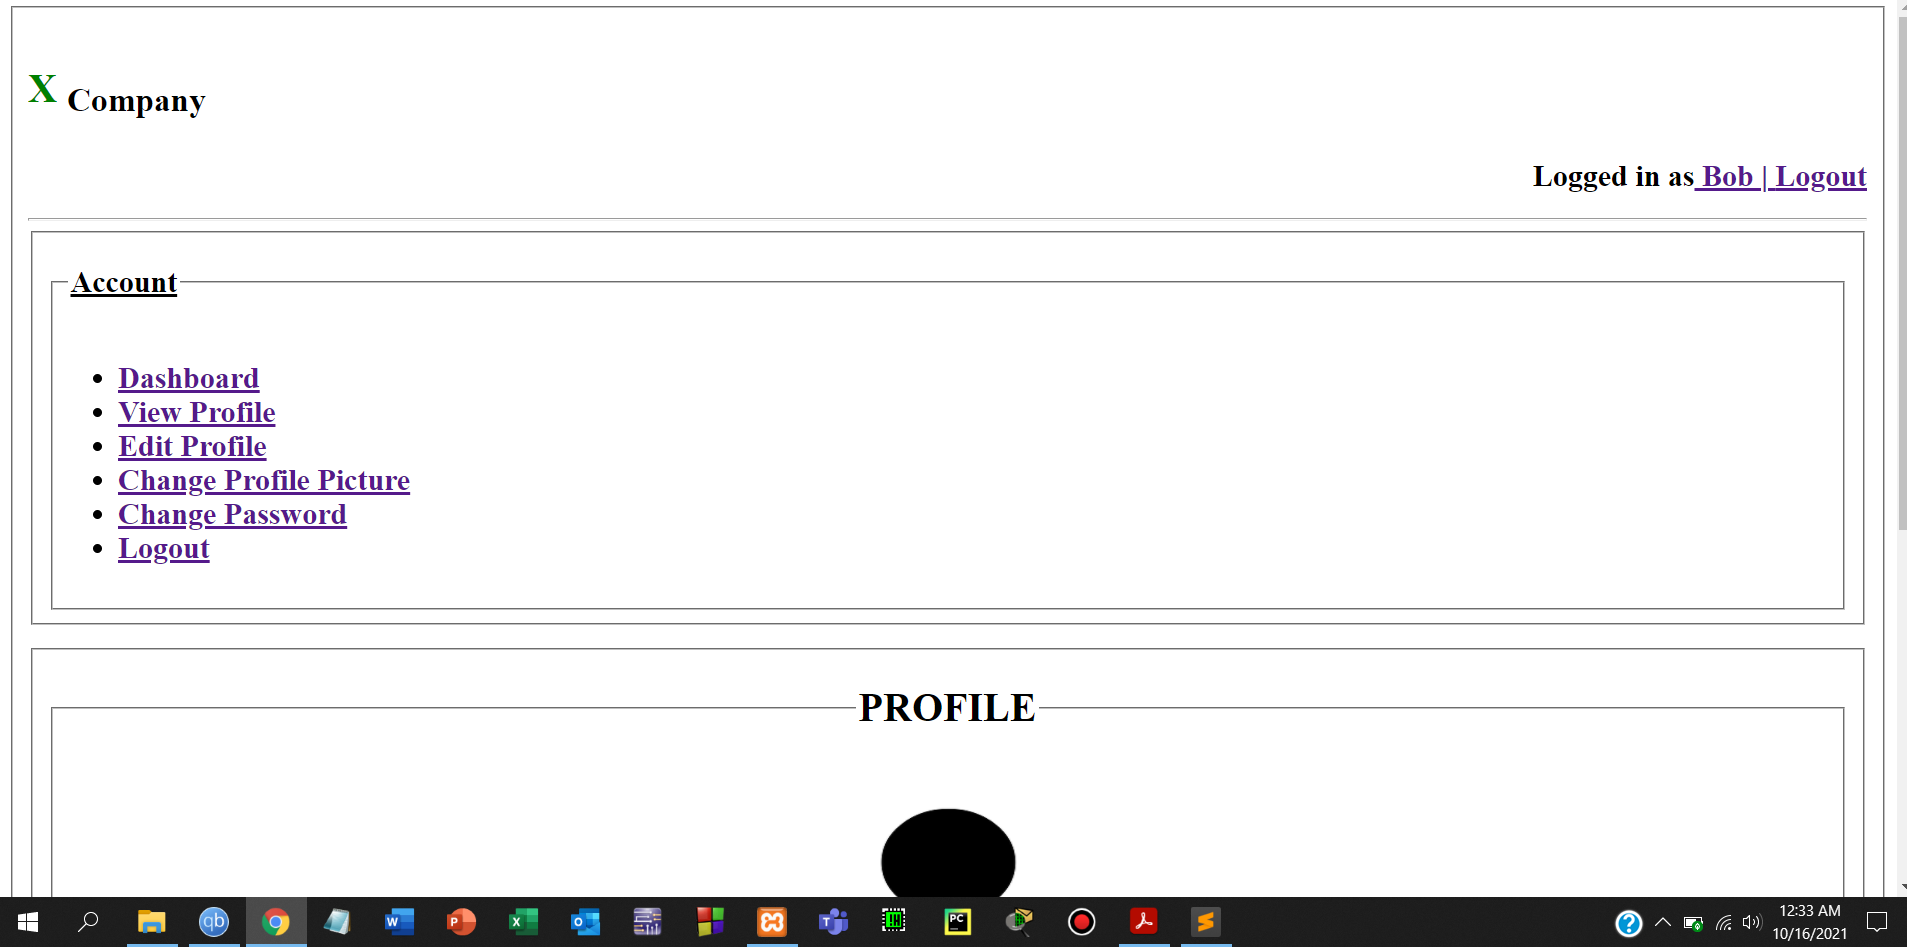 X Company
Logged in as Bob | Logout
Account
Dashboard
View Profile
Edit Profile
Change Profile Picture
Change Password
Logout
PROFILE
12:33 AM
10/16/2021